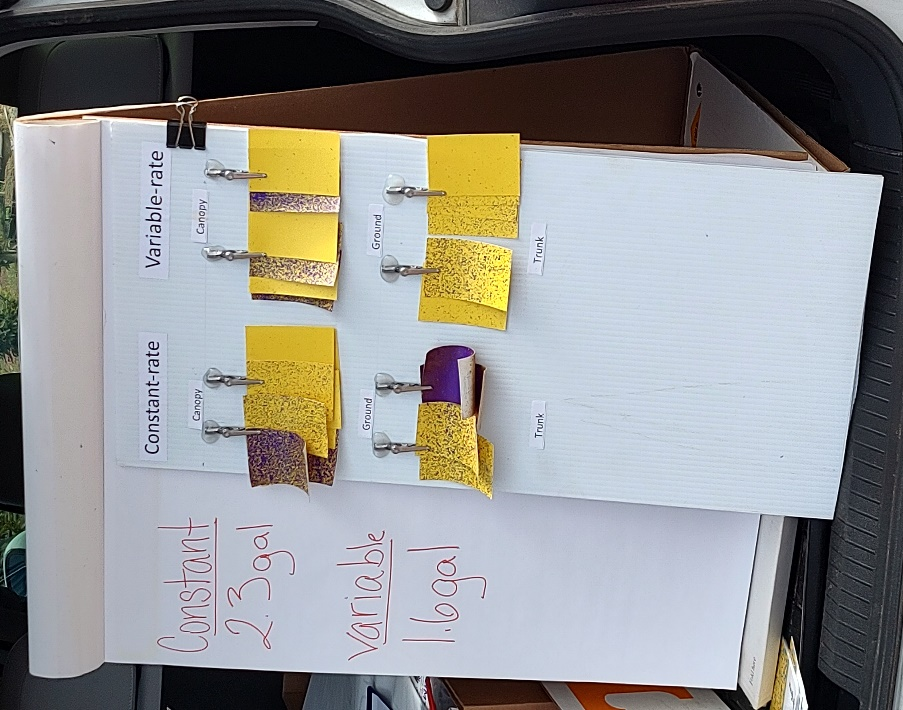 Variable-rate
Canopy
Ground
Trunk
Constant-rate
Canopy
Ground
Trunk
Constant
2.3gal
Variable
1.6gal